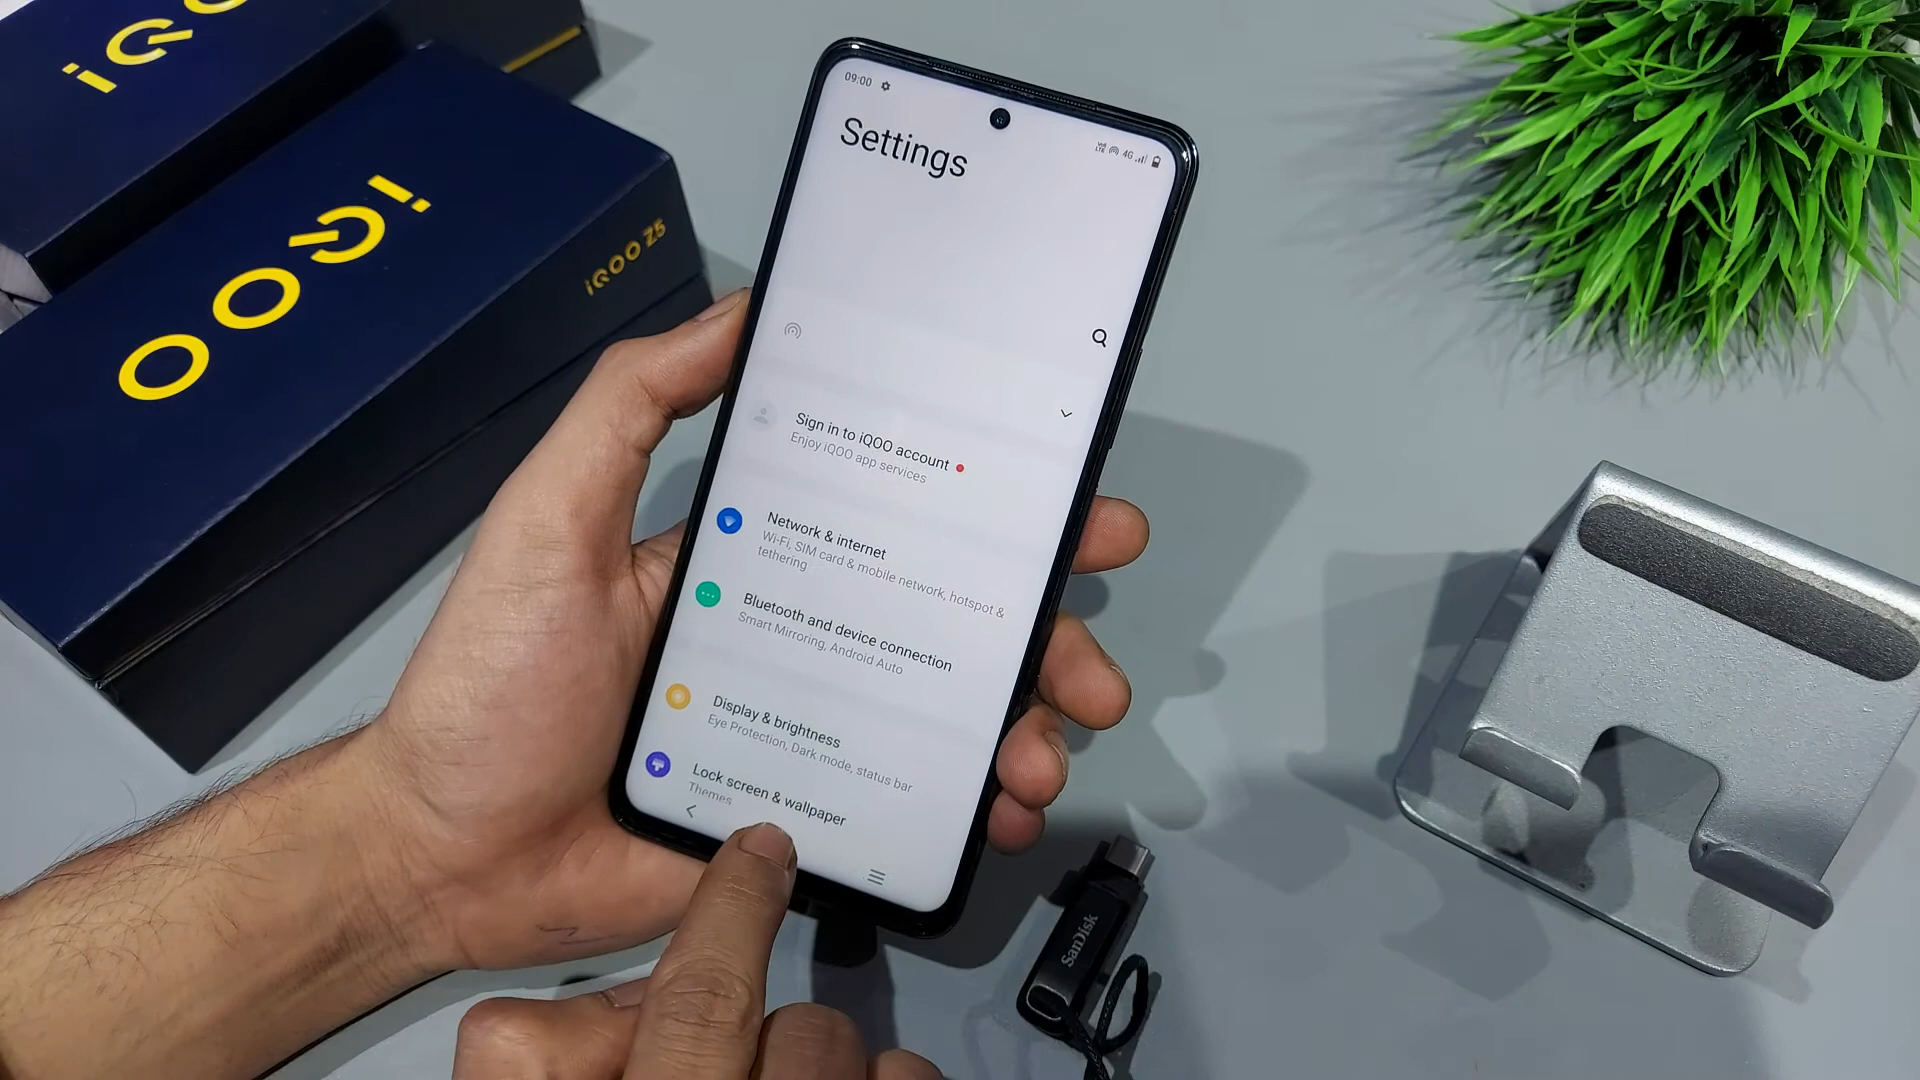 iQOO
iQOO
iQOO Z5
09:00
4G
Settings
Sign in to iQOO account
Enjoy iQOO app services
Network & internet
Wi-Fi, SIM card & mobile network, hotspot &
tethering
Bluetooth and device connection
Smart Mirroring, Android Auto
Display & brightness
Eye Protection, Dark mode, status bar
Lock screen & wallpaper
Themes
SanDisk